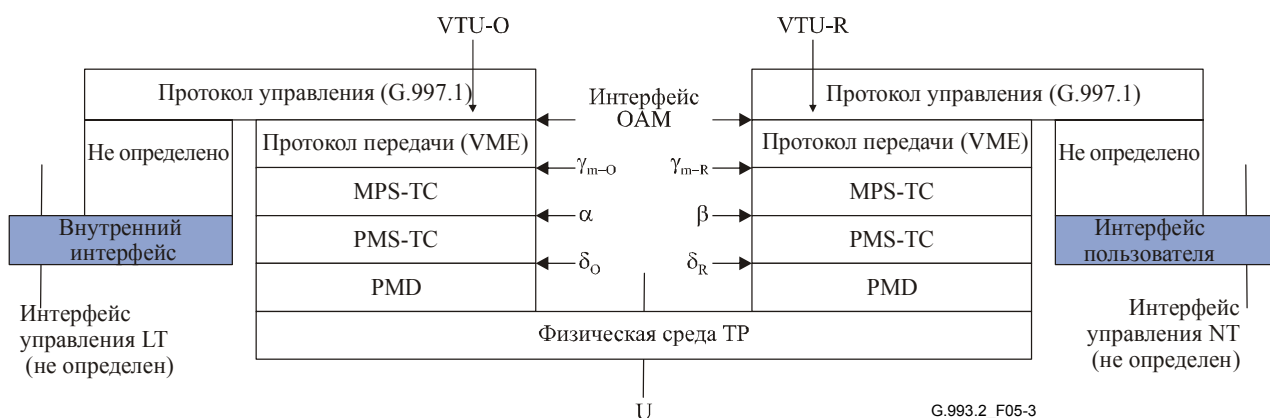 VTU-O
VTU-R
Протокол управления (G.997.1)
Интерфейс
OAM
Протокол управления (G.997.1)
Не определено
Протокол передачи (VME)
Протокол передачи (VME)
Не определено
γm–O
γm–R
MPS-TC
MPS-TC
α
β
Внутренний
интерфейс
PMS-TC
PMS-TC
Интерфейс
пользователя
δO
δR
PMD
PMD
Интерфейс
управления LT
(не определен)
Физическая среда TP
Интерфейс
управления NT
(не определен)
U
G.993.2_F05-3